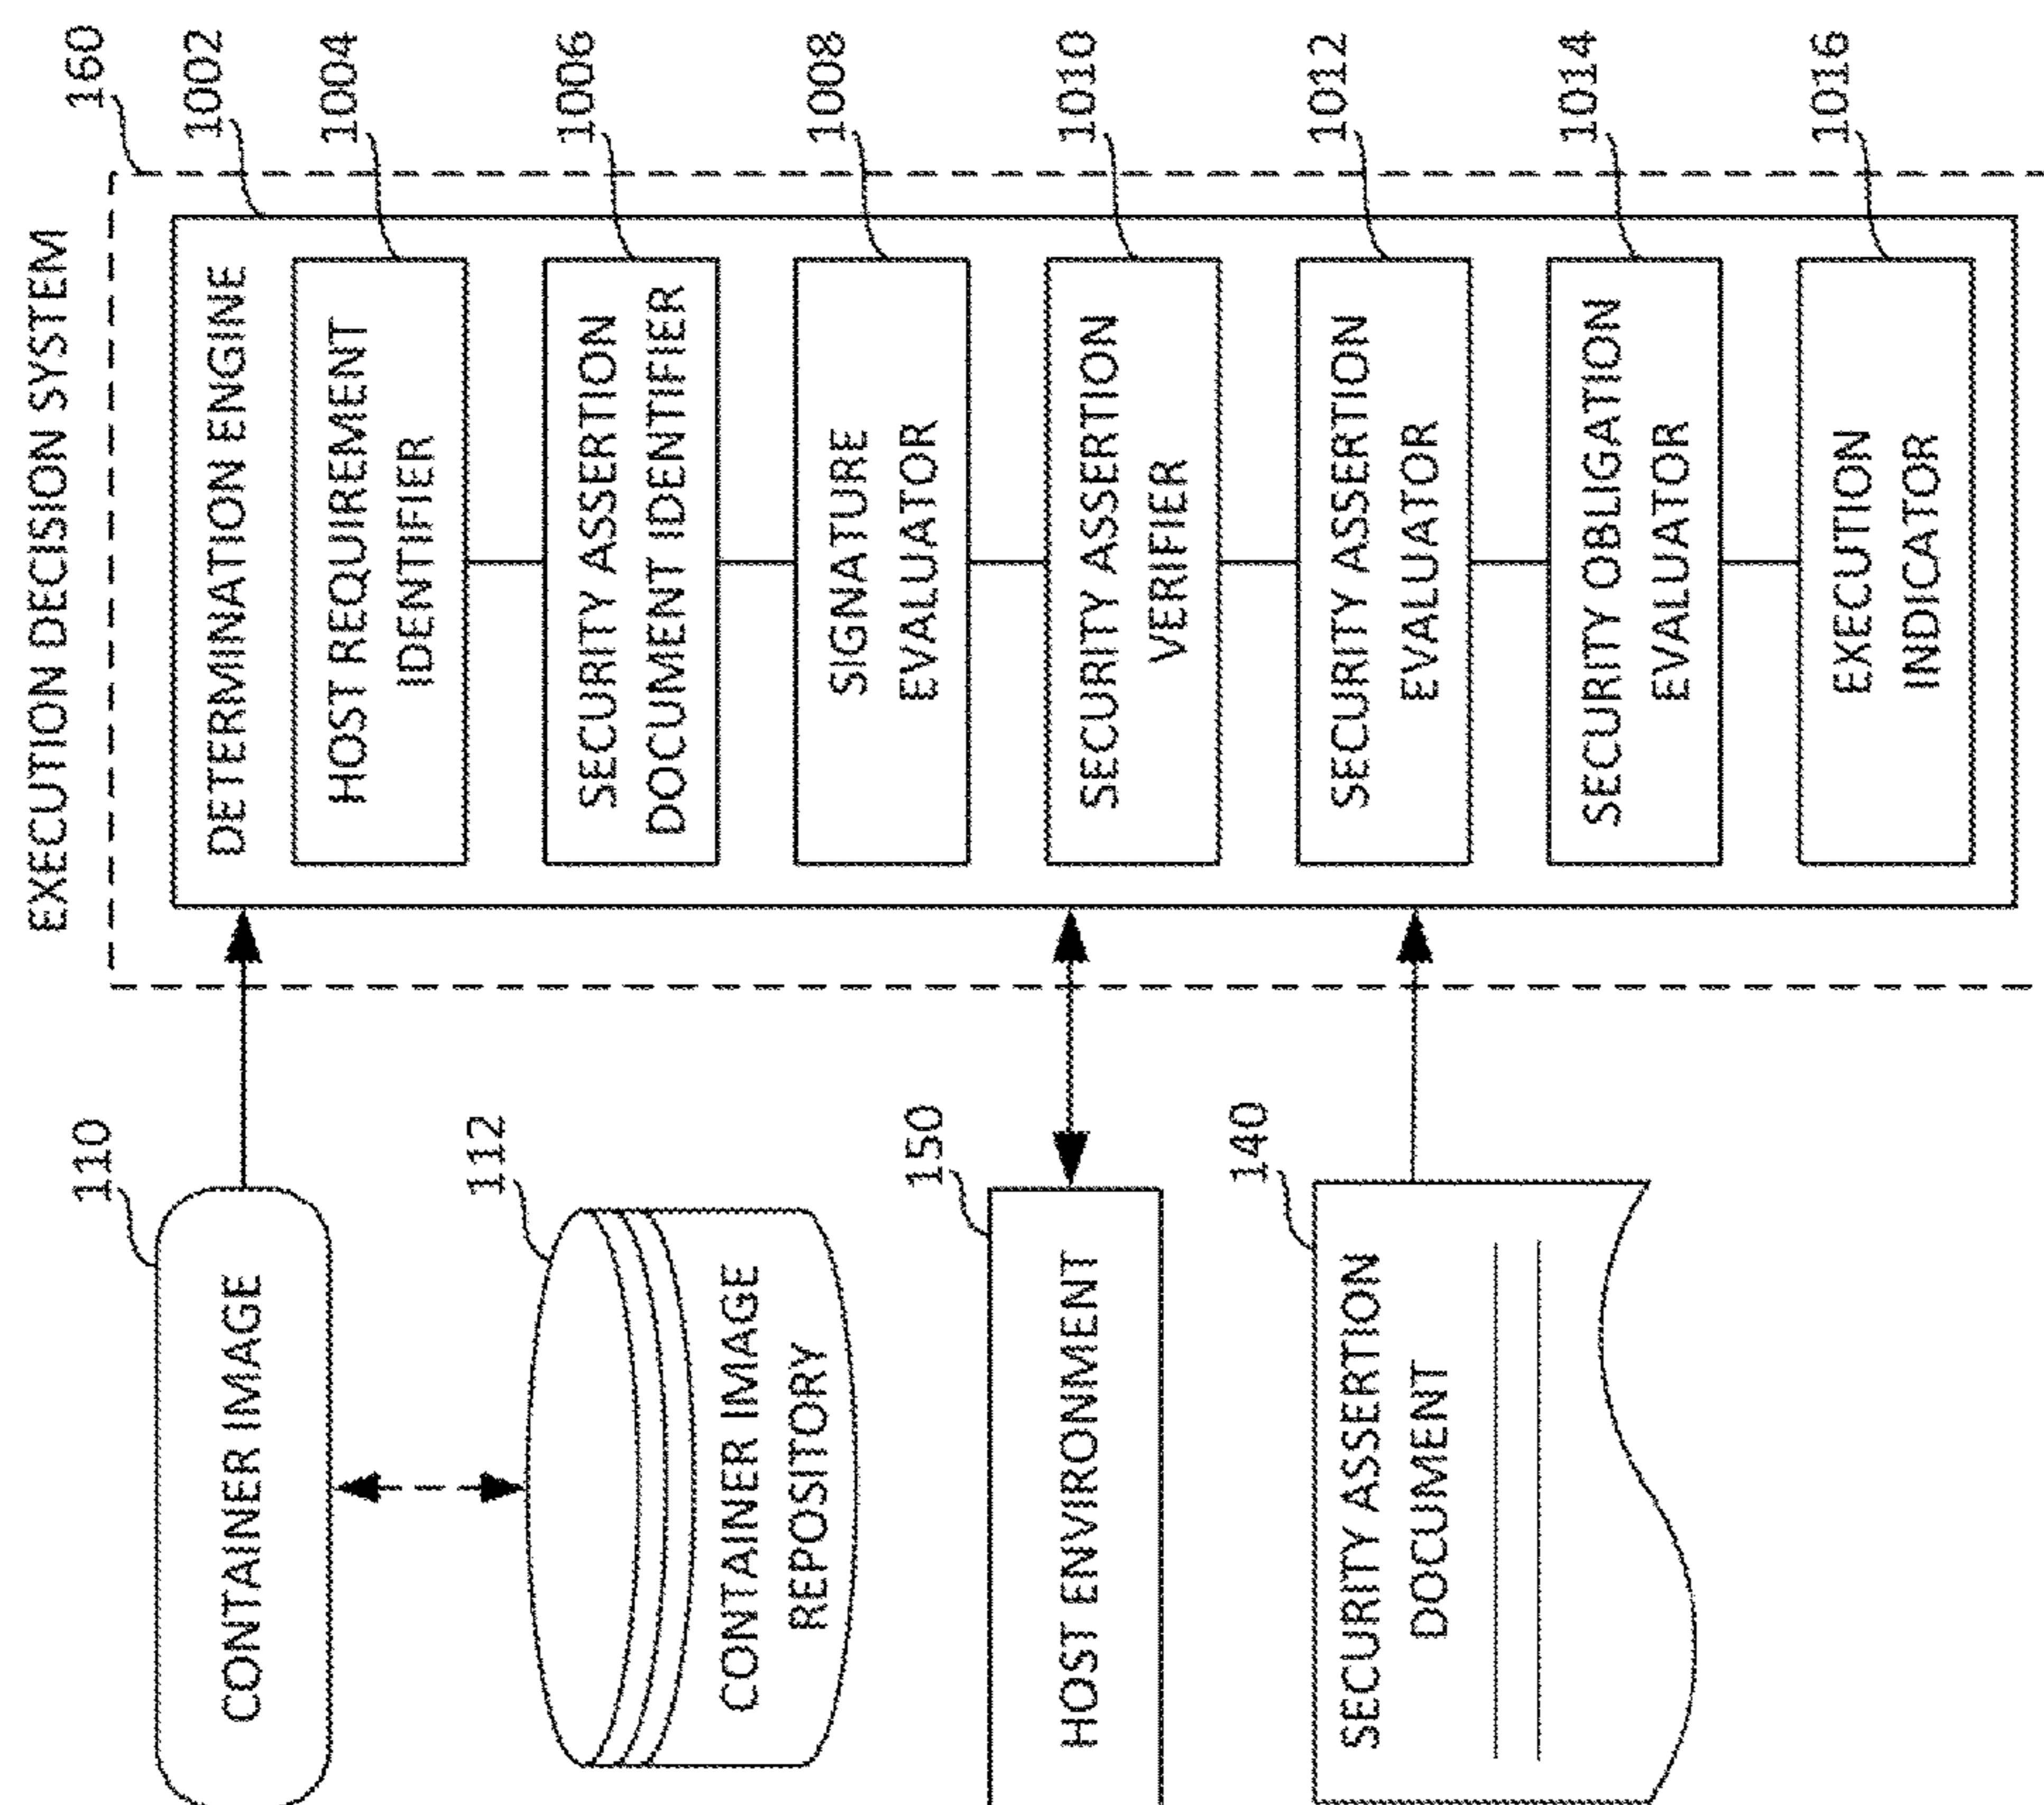 EXECUTION DECISION SYSTEM
160
DETERMINATION ENGINE
1002
HOST REQUIREMENT
IDENTIFIER
1004
SECURITY ASSERTION
DOCUMENT IDENTIFIER
1006
SIGNATURE
EVALUATOR
1008
SECURITY ASSERTION
VERIFIER
1010
SECURITY ASSERTION
EVALUATOR
1012
SECURITY OBLIGATION
EVALUATOR
1014
EXECUTION
INDICATOR
1016
110
CONTAINER IMAGE
112
CONTAINER IMAGE
REPOSITORY
150
HOST ENVIRONMENT
140
SECURITY ASSERTION
DOCUMENT